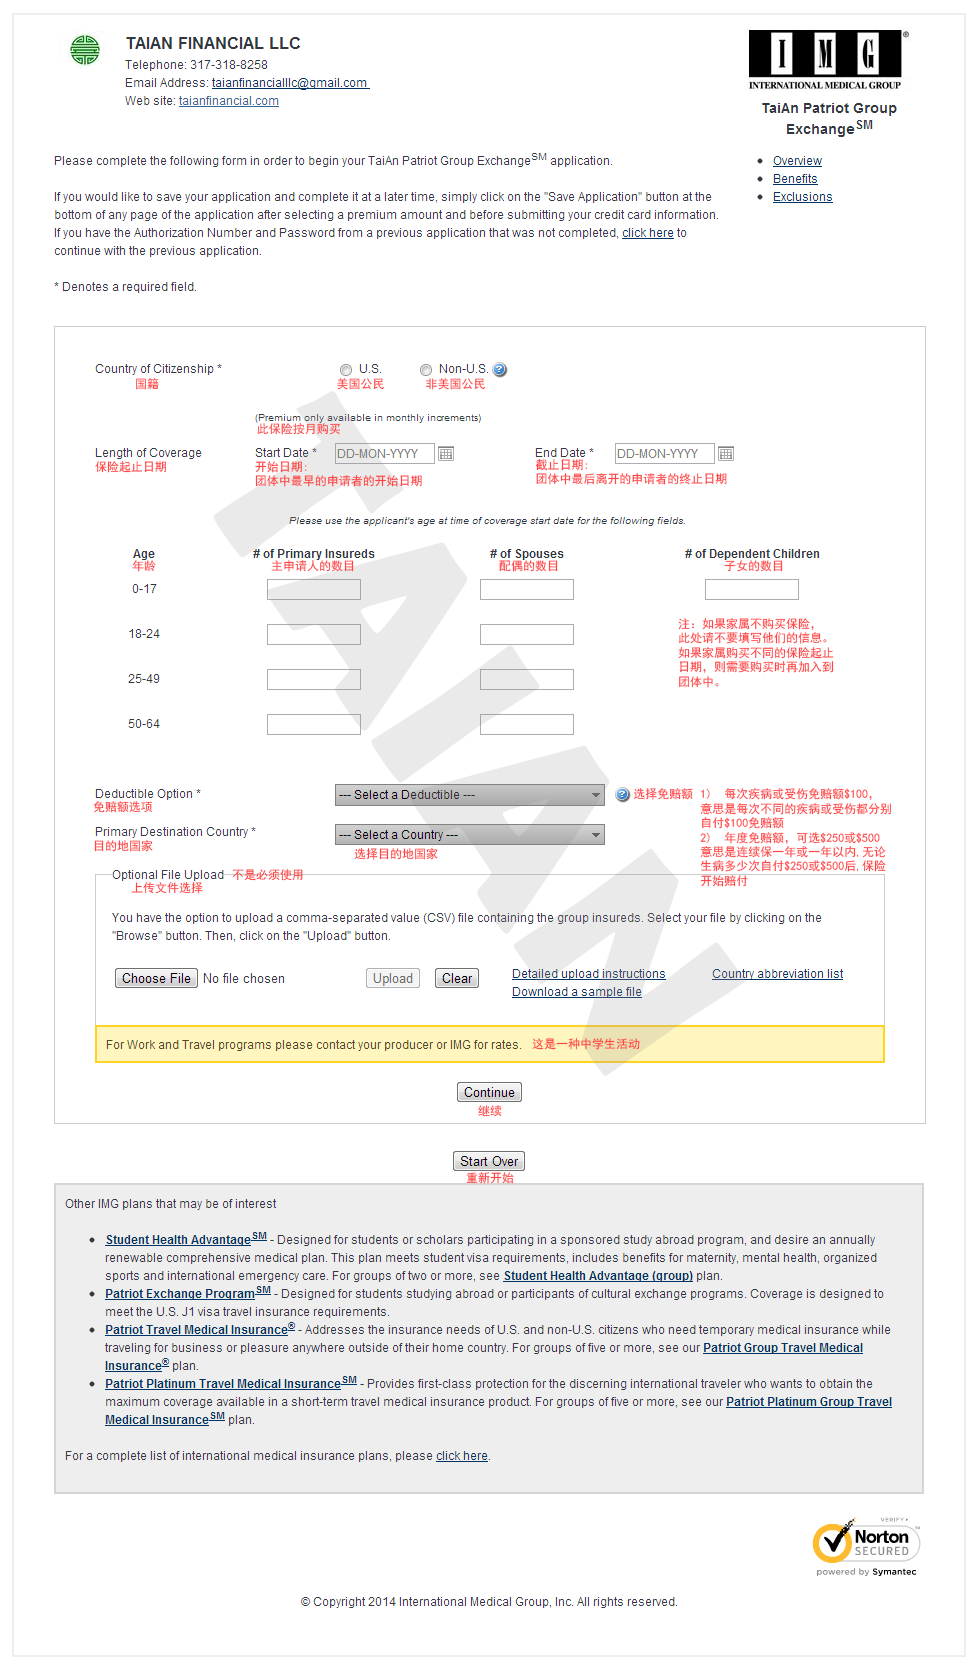 TAIAN FINANCIAL LLC
Telephone: 317-318-8258
Email Address: taianfinancialllc@gmail.com
Web site: taianfinancial.com
IMG®
INTERNATIONAL MEDICAL GROUP
TaiAn Patriot Group
Exchange℠
Please complete the following form in order to begin your TaiAn Patriot Group Exchange℠ application.
• Overview
• Benefits
• Exclusions
If you would like to save your application and complete it at a later time, simply click on the "Save Application" button at the
bottom of any page of the application after selecting a premium amount and before submitting your credit card information.
If you have the Authorization Number and Password from a previous application that was not completed, click here to
continue with the previous application.
* Denotes a required field.
Country of Citizenship * U.S. Non-U.S. ?
国籍 美国公民 非美国公民
(Premium only available in monthly increments)
此保险按月购买
Length of Coverage Start Date * DD-MON-YYYY End Date * DD-MON-YYYY
保险起止日期 开始日期： 截止日期：
团体中最早的申请者的开始日期 团体中最后离开的申请者的终止日期
Please use the applicant's age at time of coverage start date for the following fields.
Age # of Primary Insureds # of Spouses # of Dependent Children
年龄 主申请人的数目 配偶的数目 子女的数目
0-17
18-24
25-49
50-64
注：如果家属不购买保险，
此处请不要填写他们的信息。
如果家属购买不同的保险起止
日期，则需要购买时再加入到
团体中。
TAIAN
Deductible Option * --- Select a Deductible --- ? 选择免赔额
免赔额选项
1） 每次疾病或受伤免赔额$100，
意思是每次不同的疾病或受伤都分别
自付$100免赔额
2） 年度免赔额，可选$250或$500
意思是连续保一年或一年以内，无论
生病多少次自付$250或$500后，保险
开始赔付
Primary Destination Country * --- Select a Country ---
目的地国家 选择目的地国家
Optional File Upload 不是必须使用
上传文件选择
You have the option to upload a comma-separated value (CSV) file containing the group insureds. Select your file by clicking on the
"Browse" button. Then, click on the "Upload" button.
Choose File No file chosen Upload Clear Detailed upload instructions Country abbreviation list
Download a sample file
For Work and Travel programs please contact your producer or IMG for rates. 这是一种中学生活动
Continue
继续
Start Over
重新开始
Other IMG plans that may be of interest
• Student Health Advantage℠ - Designed for students or scholars participating in a sponsored study abroad program, and desire an annually
renewable comprehensive medical plan. This plan meets student visa requirements, includes benefits for maternity, mental health, organized
sports and international emergency care. For groups of two or more, see Student Health Advantage (group) plan.
• Patriot Exchange Program℠ - Designed for students studying abroad or participants of cultural exchange programs. Coverage is designed to
meet the U.S. J1 visa travel insurance requirements.
• Patriot Travel Medical Insurance® - Addresses the insurance needs of U.S. and non-U.S. citizens who need temporary medical insurance while
traveling for business or pleasure anywhere outside of their home country. For groups of five or more, see our Patriot Group Travel Medical
Insurance® plan.
• Patriot Platinum Travel Medical Insurance℠ - Provides first-class protection for the discerning international traveler who wants to obtain the
maximum coverage available in a short-term travel medical insurance product. For groups of five or more, see our Patriot Platinum Group Travel
Medical Insurance℠ plan.
For a complete list of international medical insurance plans, please click here.
VERIFY
Norton™
SECURED
powered by Symantec
© Copyright 2014 International Medical Group, Inc. All rights reserved.